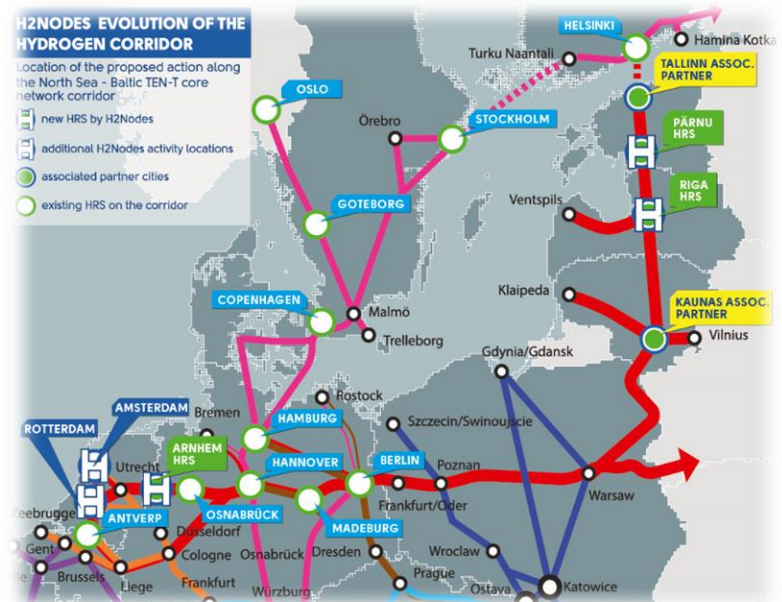 H2NODES EVOLUTION OF THE
HYDROGEN CORRIDOR
Location of the proposed action along
the North Sea - Baltic TEN-T core
network corridor
new HRS by H2Nodes
additional H2Nodes activity locations
associated partner cities
existing HRS on the corridor
HELSINKI
Hamina Kotka
Turku Naantali
TALLINN ASSOC.
PARTNER
OSLO
STOCKHOLM
Örebro
PÄRNU
HRS
RIGA
HRS
Ventspils
GOTEBORG
Klaipeda
KAUNAS ASSOC.
PARTNER
Vilnius
COPENHAGEN
Malmö
Trelleborg
Gdynia/Gdansk
Rostock
Szczecin/Swinoujscie
AMSTERDAM
Bremen
HAMBURG
ROTTERDAM
ARNHEM
HRS
Utrecht
HANNOVER
BERLIN
Poznan
Warsaw
Zeebrugge
ANTVERP
OSNABRÜCK
MADEBURG
Frankfurt/Oder
Düsseldorf
Gent
Cologne
Osnabrück
Dresden
Wroclaw
Brussels
Liege
Frankfurt
Würzburg
Prague
Ostava
Katowice